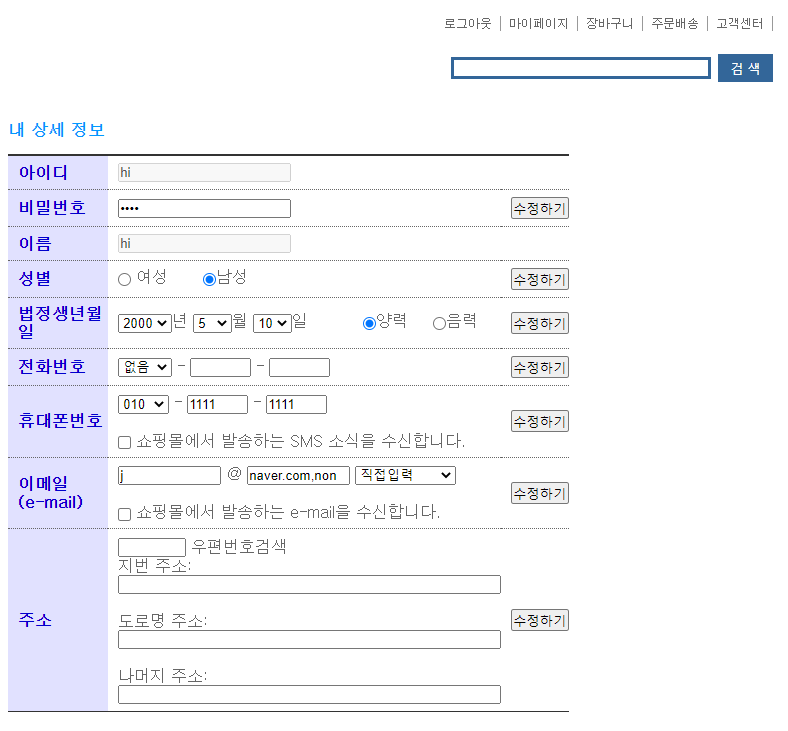 로그아웃 | 마이페이지 | 장바구니 | 주문배송 | 고객센터 |
검 색
내 상세 정보
아이디 hi
비밀번호 •••• 수정하기
이름 hi
성별 여성 남성 수정하기
법정생년월
일
2000 년 5 월 10 일 양력 음력 수정하기
전화번호 없음 - - 수정하기
휴대폰번호 010 - 1111 - 1111 수정하기
쇼핑몰에서 발송하는 SMS 소식을 수신합니다.
이메일
(e-mail)
j @ naver.com,non 직접입력 수정하기
쇼핑몰에서 발송하는 e-mail을 수신합니다.
주소
우편번호검색
지번 주소:
도로명 주소:
수정하기
나머지 주소: